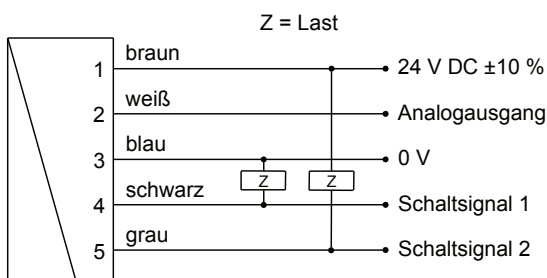 Z = Last
1 braun 24 V DC ±10 %
2 weiß Analogausgang
3 blau 0 V
Z Z
4 schwarz Schaltsignal 1
5 grau Schaltsignal 2